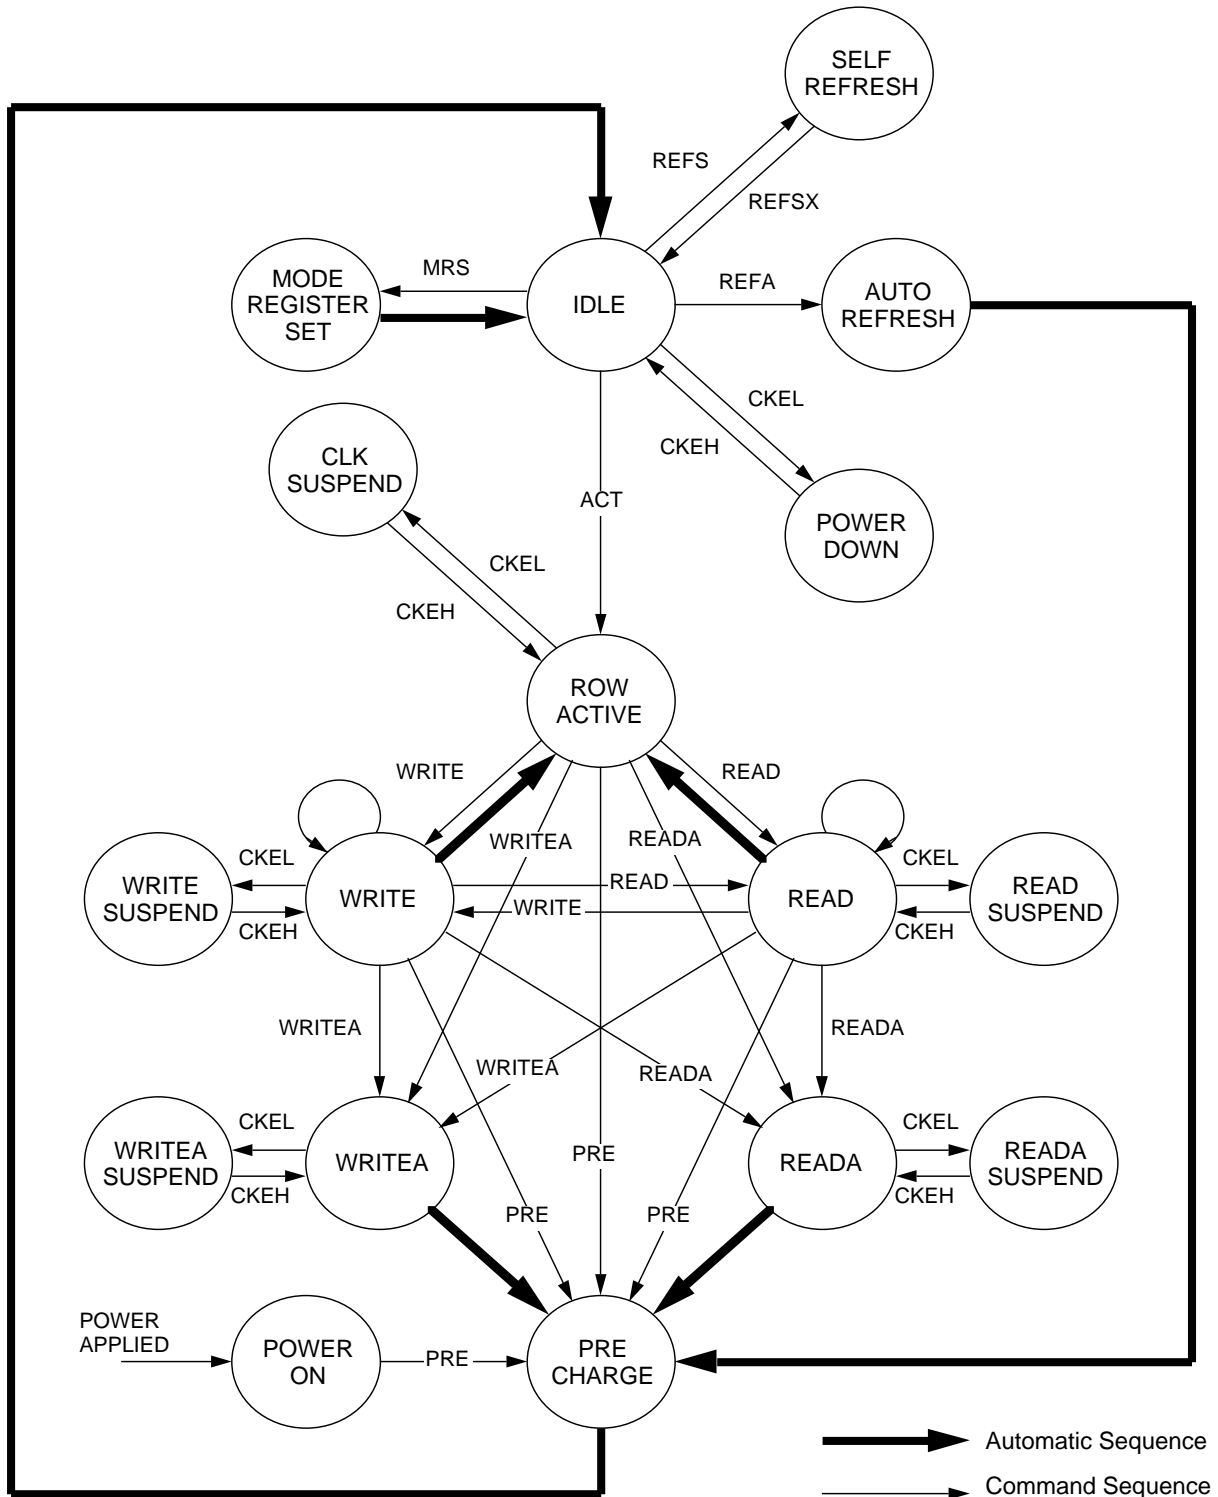 SELF
REFRESH
REFS
REFSX
MODE
REGISTER
SET
MRS
IDLE
REFA
AUTO
REFRESH
CKEL
CKEH
CLK
SUSPEND
ACT
POWER
DOWN
CKEL
CKEH
ROW
ACTIVE
WRITE
READ
WRITEA
READA
CKEL
CKEL
WRITE
SUSPEND
WRITE
READ
WRITE
READ
READ
SUSPEND
CKEH
CKEH
WRITEA
READA
WRITEA
READA
CKEL
CKEL
WRITEA
SUSPEND
WRITEA
PRE
READA
READA
SUSPEND
CKEH
CKEH
PRE
PRE
POWER
APPLIED
POWER
ON
PRE
PRE
CHARGE
Automatic Sequence
Command Sequence